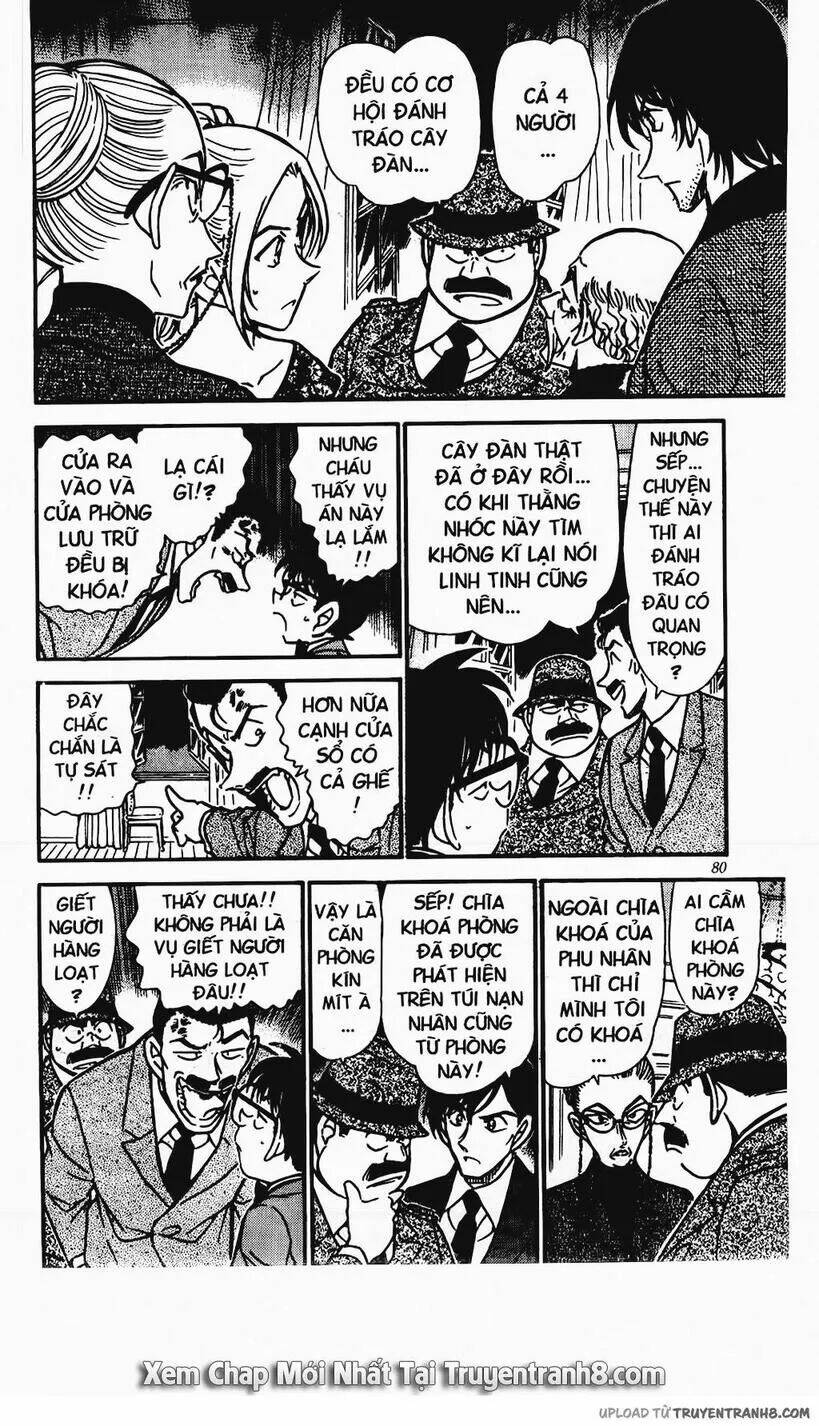 CẢ 4
NGƯỜI
...
ĐỀU CÓ CƠ
HỘI ĐÁNH
TRÁO CÂY
ĐÀN...
NHƯNG
SẾP...
CHUYỆN
THẾ NÀY
THÌ AI
ĐÁNH
TRÁO
ĐÂU CÓ
QUAN
TRỌNG
?
CÂY ĐÀN THẬT
ĐÃ Ở ĐÂY RỒI...
CÓ KHI THẰNG
NHÓC NÀY TÌM
KHÔNG KĨ LẠI NÓI
LINH TINH CŨNG
NÊN...
NHƯNG
CHÁU
THẤY VỤ
ÁN NÀY
LẠ LẮM
!!
LẠ CÁI
GÌ!?
CỬA RA
VÀO VÀ
CỬA PHÒNG
LƯU TRỮ
ĐỀU BỊ
KHÓA!
HƠN NỮA
CẠNH CỬA
SỔ CÓ
CẢ GHẾ
!
ĐÂY
CHẮC
CHẮN LÀ
TỰ SÁT
!!
80
AI CẦM
CHÌA
KHOÁ PHÒNG
NÀY?
NGOÀI CHÌA
KHOÁ CỦA
PHU NHÂN
THÌ CHỈ
MÌNH TÔI
CÓ KHOÁ
...
SẾP! CHÌA
KHOÁ PHÒNG
ĐÃ ĐƯỢC
PHÁT HIỆN
TRÊN TÚI NẠN
NHÂN CŨNG
TỪ PHÒNG
NÀY!
VẬY LÀ
CĂN
PHÒNG
KÍN
MÍT À
...
THẤY CHƯA!!
KHÔNG PHẢI LÀ
VỤ GIẾT NGƯỜI
HÀNG LOẠT
ĐÂU!!
GIẾT
NGƯỜI
HÀNG
LOẠT
?
Xem Chap Mới Nhất Tại Truyentranh8.com
UPLOAD TỪ TRUYENTRANH8.COM